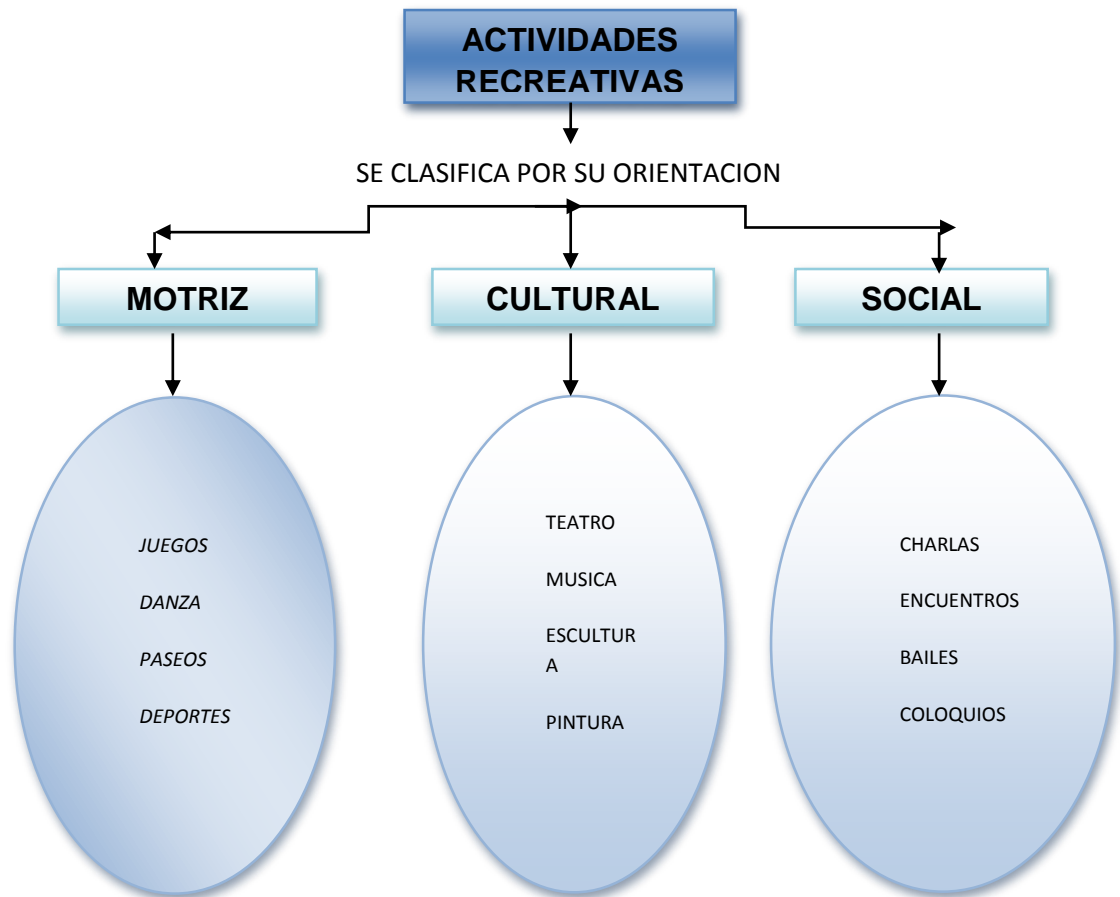 ACTIVIDADES
RECREATIVAS
SE CLASIFICA POR SU ORIENTACION
MOTRIZ
CULTURAL
SOCIAL
JUEGOS
DANZA
PASEOS
DEPORTES
TEATRO
MUSICA
ESCULTUR
A
PINTURA
CHARLAS
ENCUENTROS
BAILES
COLOQUIOS